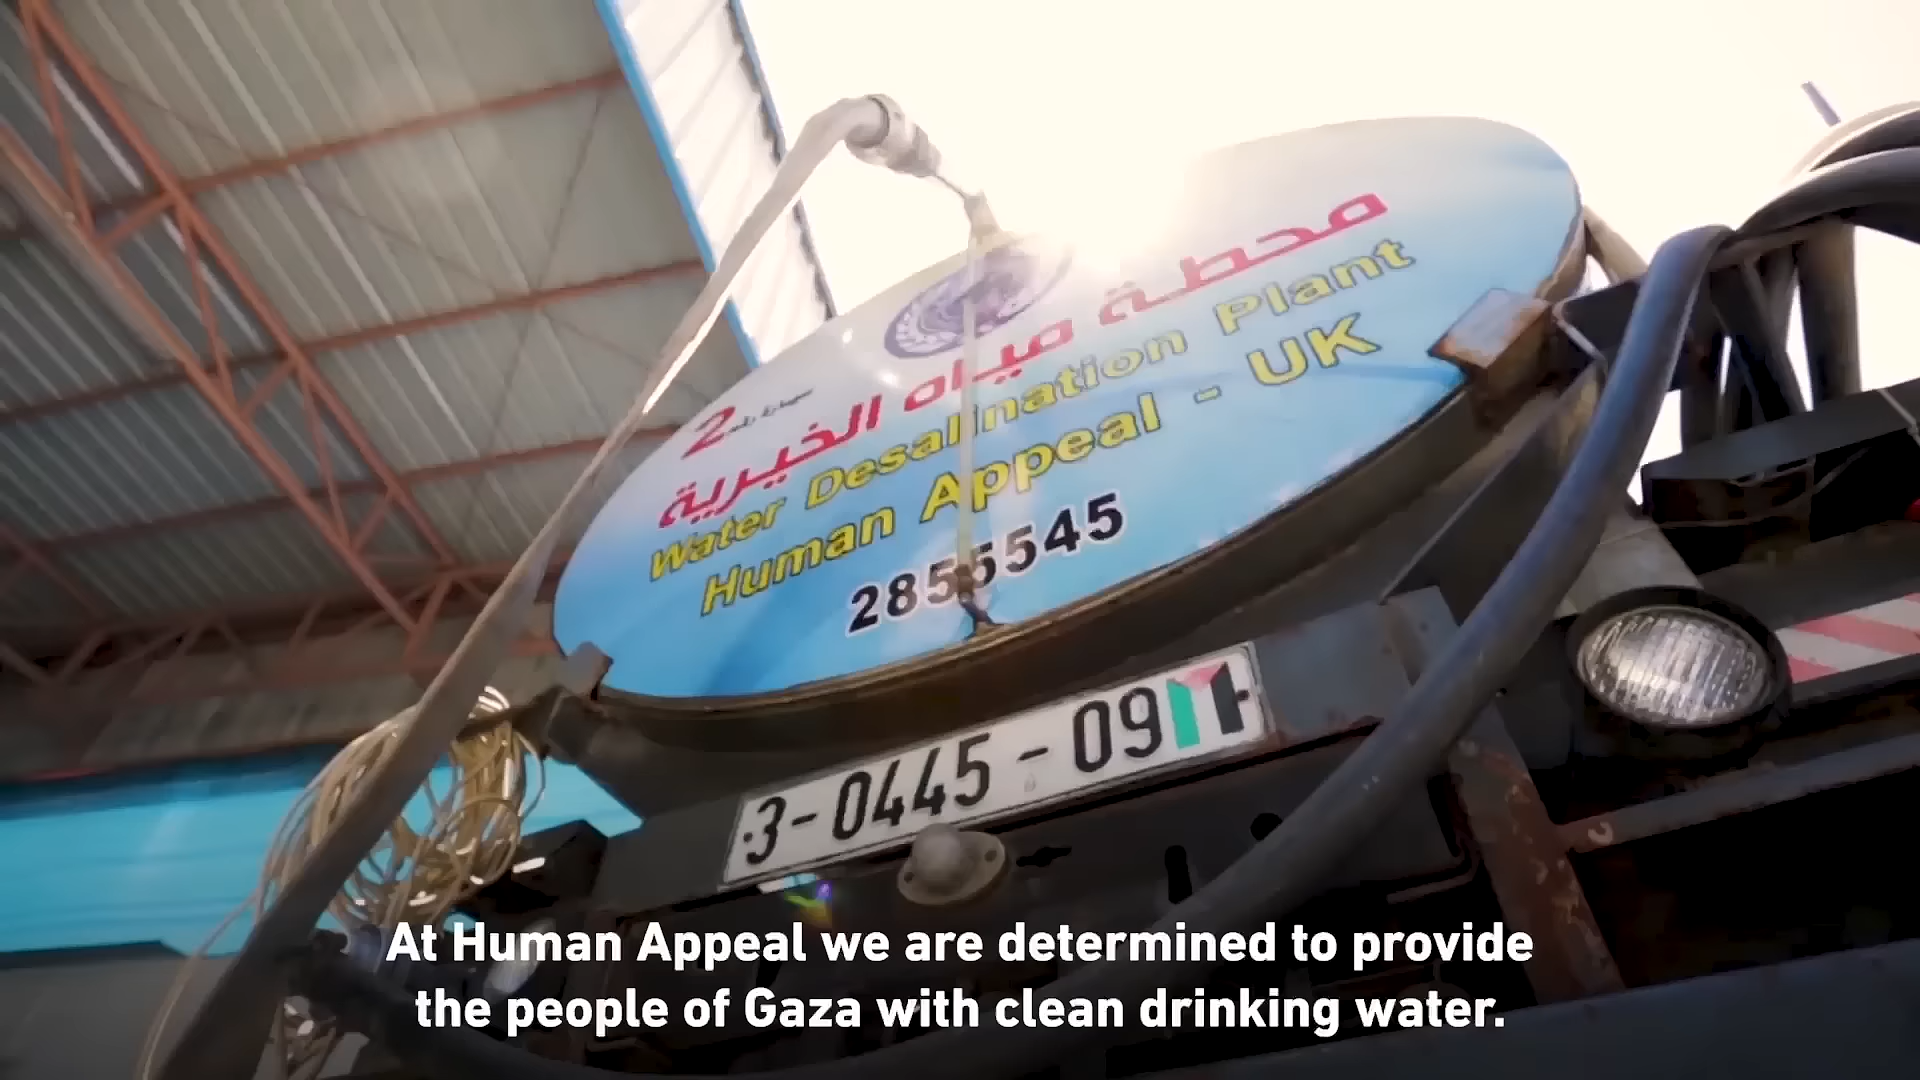 محطة مياه الخيرية
2
Water Desalination Plant
Human Appeal - UK
2855545
3-0445-09
At Human Appeal we are determined to provide
the people of Gaza with clean drinking water.